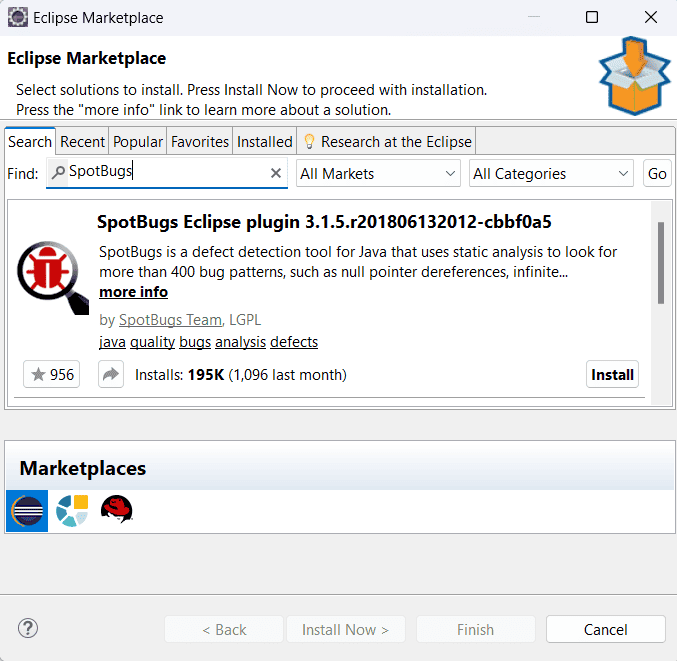 Eclipse Marketplace
Eclipse Marketplace
Select solutions to install. Press Install Now to proceed with installation.
Press the "more info" link to learn more about a solution.
Search Recent Popular Favorites Installed Research at the Eclipse
Find: SpotBugs All Markets All Categories Go
SpotBugs Eclipse plugin 3.1.5.r201806132012-cbbf0a5
SpotBugs is a defect detection tool for Java that uses static analysis to look for
more than 400 bug patterns, such as null pointer dereferences, infinite...
more info
by SpotBugs Team, LGPL
java quality bugs analysis defects
956 Installs: 195K (1,096 last month) Install
Marketplaces
? < Back Install Now > Finish Cancel